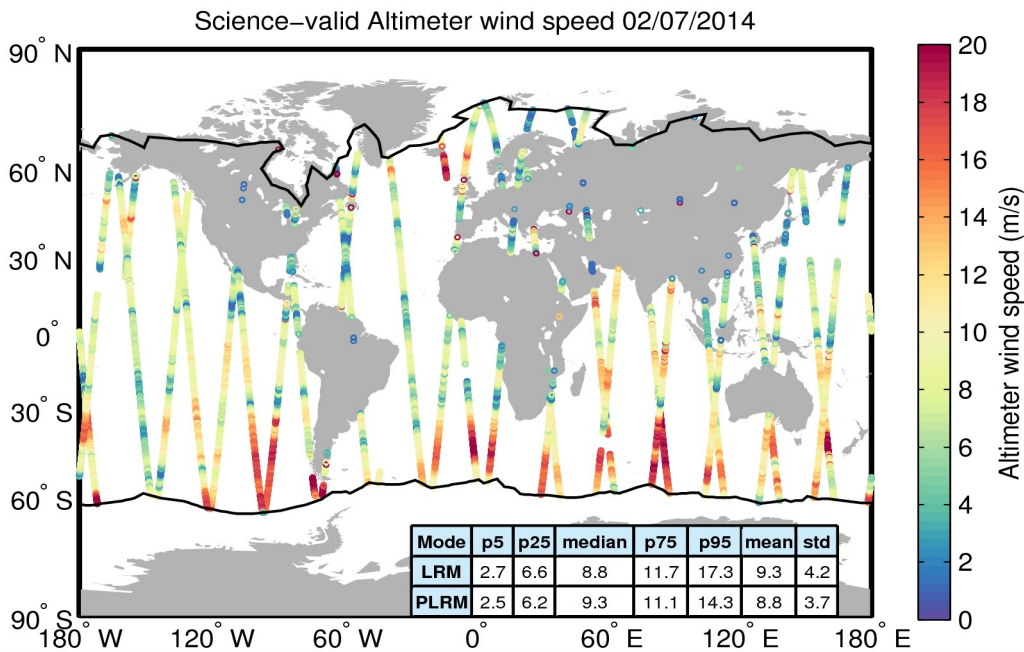 Science−valid Altimeter wind speed 02/07/2014
90° N
60° N
30° N
0°
30° S
60° S
90° S
180° W
120° W
60° W
0°
60° E
120° E
180° E
Mode p5 p25 median p75 p95 mean std
LRM 2.7 6.6 8.8 11.7 17.3 9.3 4.2
PLRM 2.5 6.2 9.3 11.1 14.3 8.8 3.7
20
18
16
14
12
10
8
6
4
2
0
Altimeter wind speed (m/s)